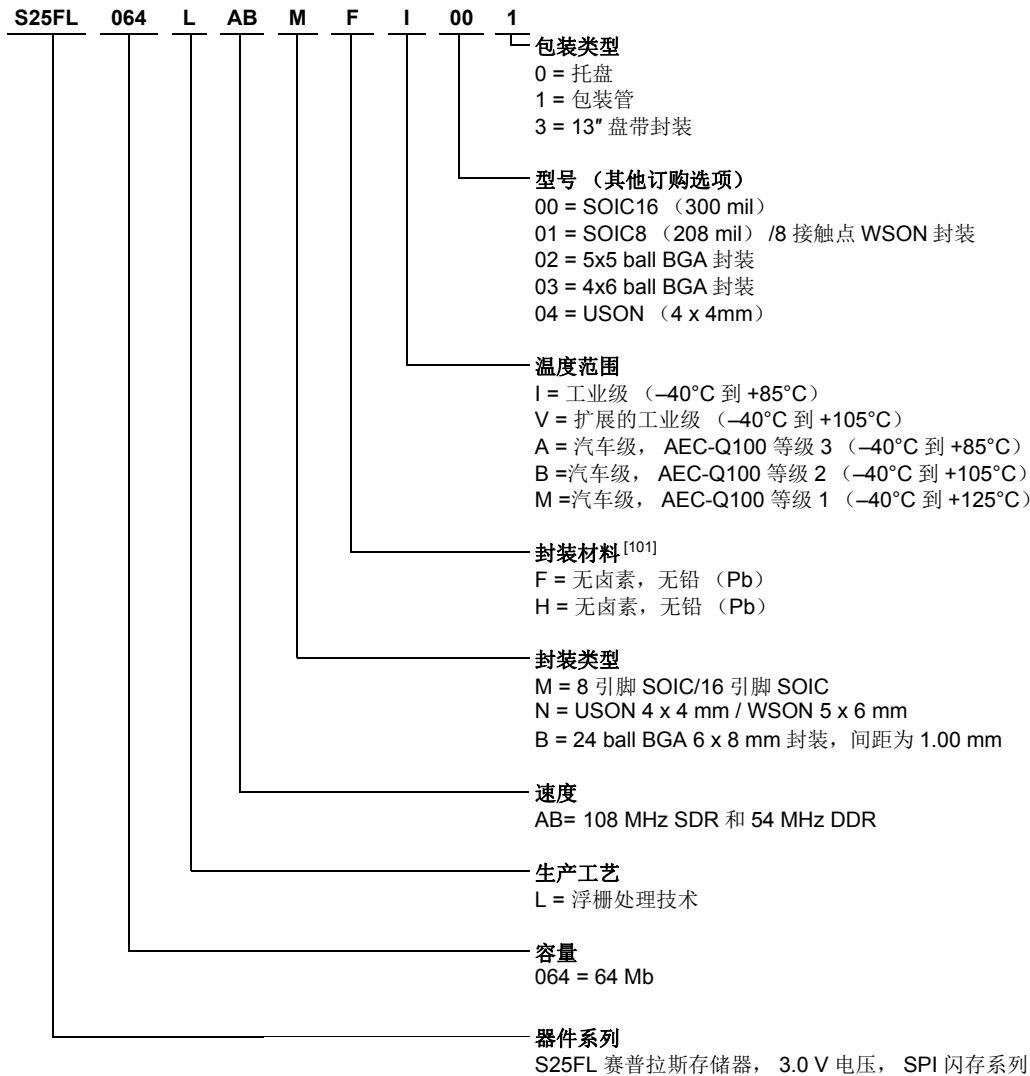 S25FL 064 L AB M F I 00 1
包装类型
0 = 托盘
1 = 包装管
3 = 13″ 盘带封装
型号 （其他订购选项）
00 = SOIC16 （300 mil）
01 = SOIC8 （208 mil） /8 接触点 WSON 封装
02 = 5x5 ball BGA 封装
03 = 4x6 ball BGA 封装
04 = USON （4 x 4mm）
温度范围
I = 工业级 （–40°C 到 +85°C）
V = 扩展的工业级 （–40°C 到 +105°C）
A = 汽车级， AEC-Q100 等级 3 （–40°C 到 +85°C）
B =汽车级， AEC-Q100 等级 2 （–40°C 到 +105°C）
M =汽车级， AEC-Q100 等级 1 （–40°C 到 +125°C）
封装材料 [101]
F = 无卤素，无铅 （Pb）
H = 无卤素，无铅 （Pb）
封装类型
M = 8 引脚 SOIC/16 引脚 SOIC
N = USON 4 x 4 mm / WSON 5 x 6 mm
B = 24 ball BGA 6 x 8 mm 封装，间距为 1.00 mm
速度
AB= 108 MHz SDR 和 54 MHz DDR
生产工艺
L = 浮栅处理技术
容量
064 = 64 Mb
器件系列
S25FL 赛普拉斯存储器， 3.0 V 电压， SPI 闪存系列